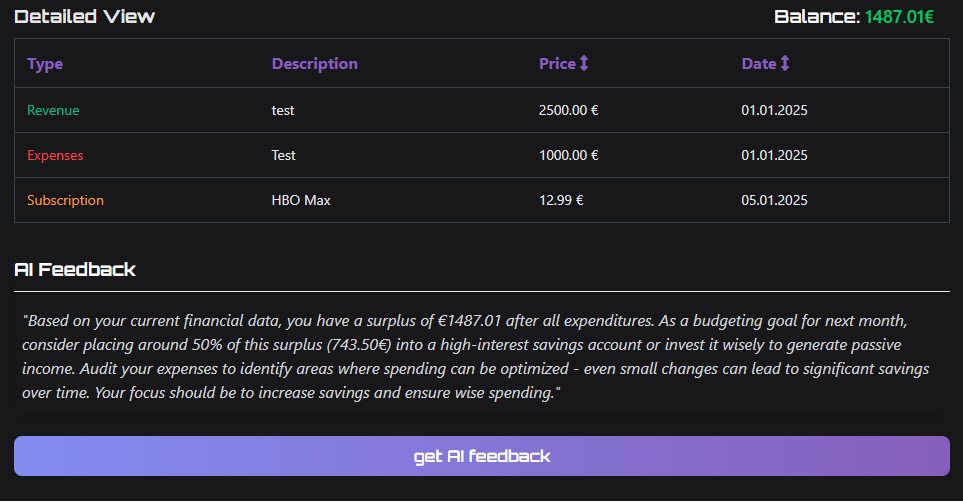 Detailed View Balance: 1487.01€
Type Description Price Date
Revenue test 2500.00 € 01.01.2025
Expenses Test 1000.00 € 01.01.2025
Subscription HBO Max 12.99 € 05.01.2025
AI Feedback
"Based on your current financial data, you have a surplus of €1487.01 after all expenditures. As a budgeting goal for next month,
consider placing around 50% of this surplus (743.50€) into a high-interest savings account or invest it wisely to generate passive
income. Audit your expenses to identify areas where spending can be optimized - even small changes can lead to significant savings
over time. Your focus should be to increase savings and ensure wise spending."
get AI feedback